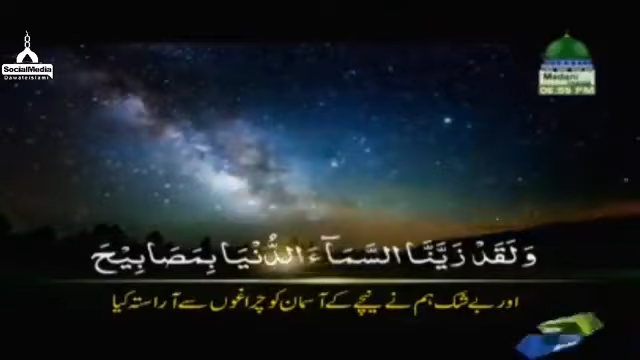 SocialMedia
Dawateislami
Madani
06:59 PM
وَلَقَدْ زَيَّنَّا السَّمَآءَ الدُّنْيَا بِمَصَابِيْحَ
اور بے شک ہم نے نیچے کے آسمان کو چراغوں سے آراستہ کیا